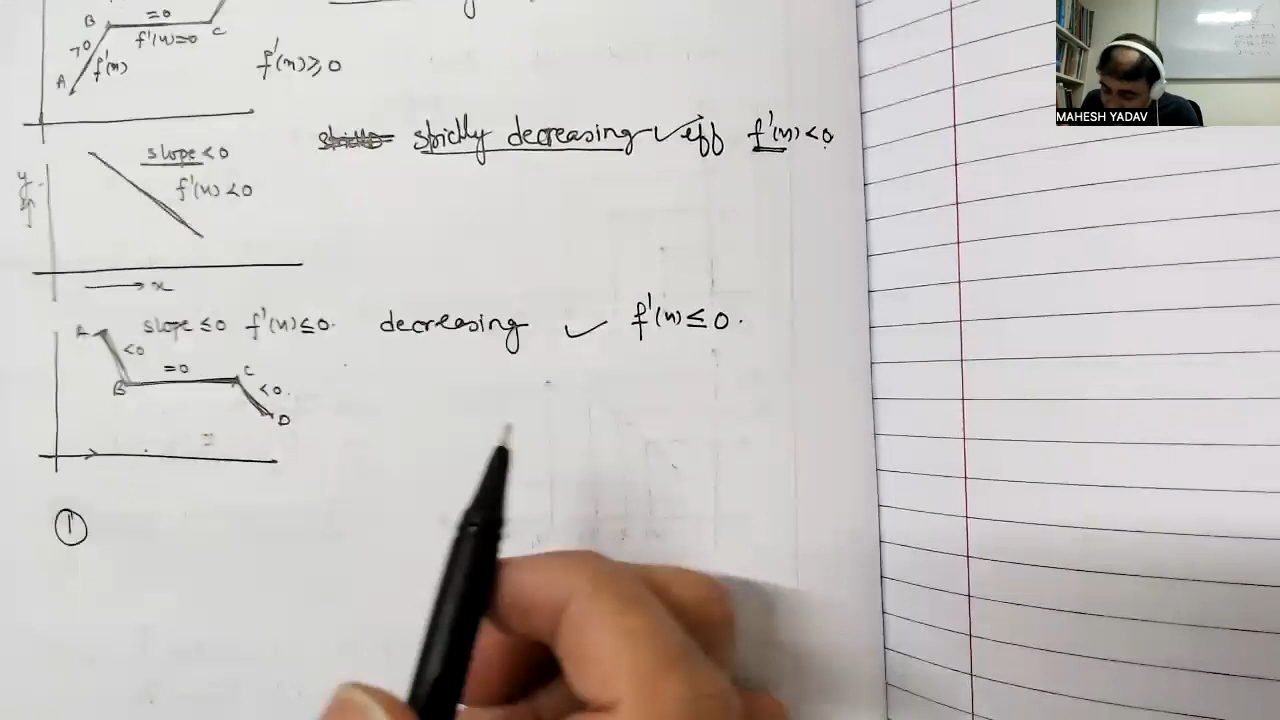 B =0 C
>0 f'(x)=0
A f'(x) f'(x)≥0
strictly decreasing ✓ iff f'(x)<0
slope<0
f'(x)<0
y
→ x
A slope≤0 f'(x)≤0. decreasing ✓ f'(x)≤0.
<0 =0 C
B <0.
D
①
MAHESH YADAV